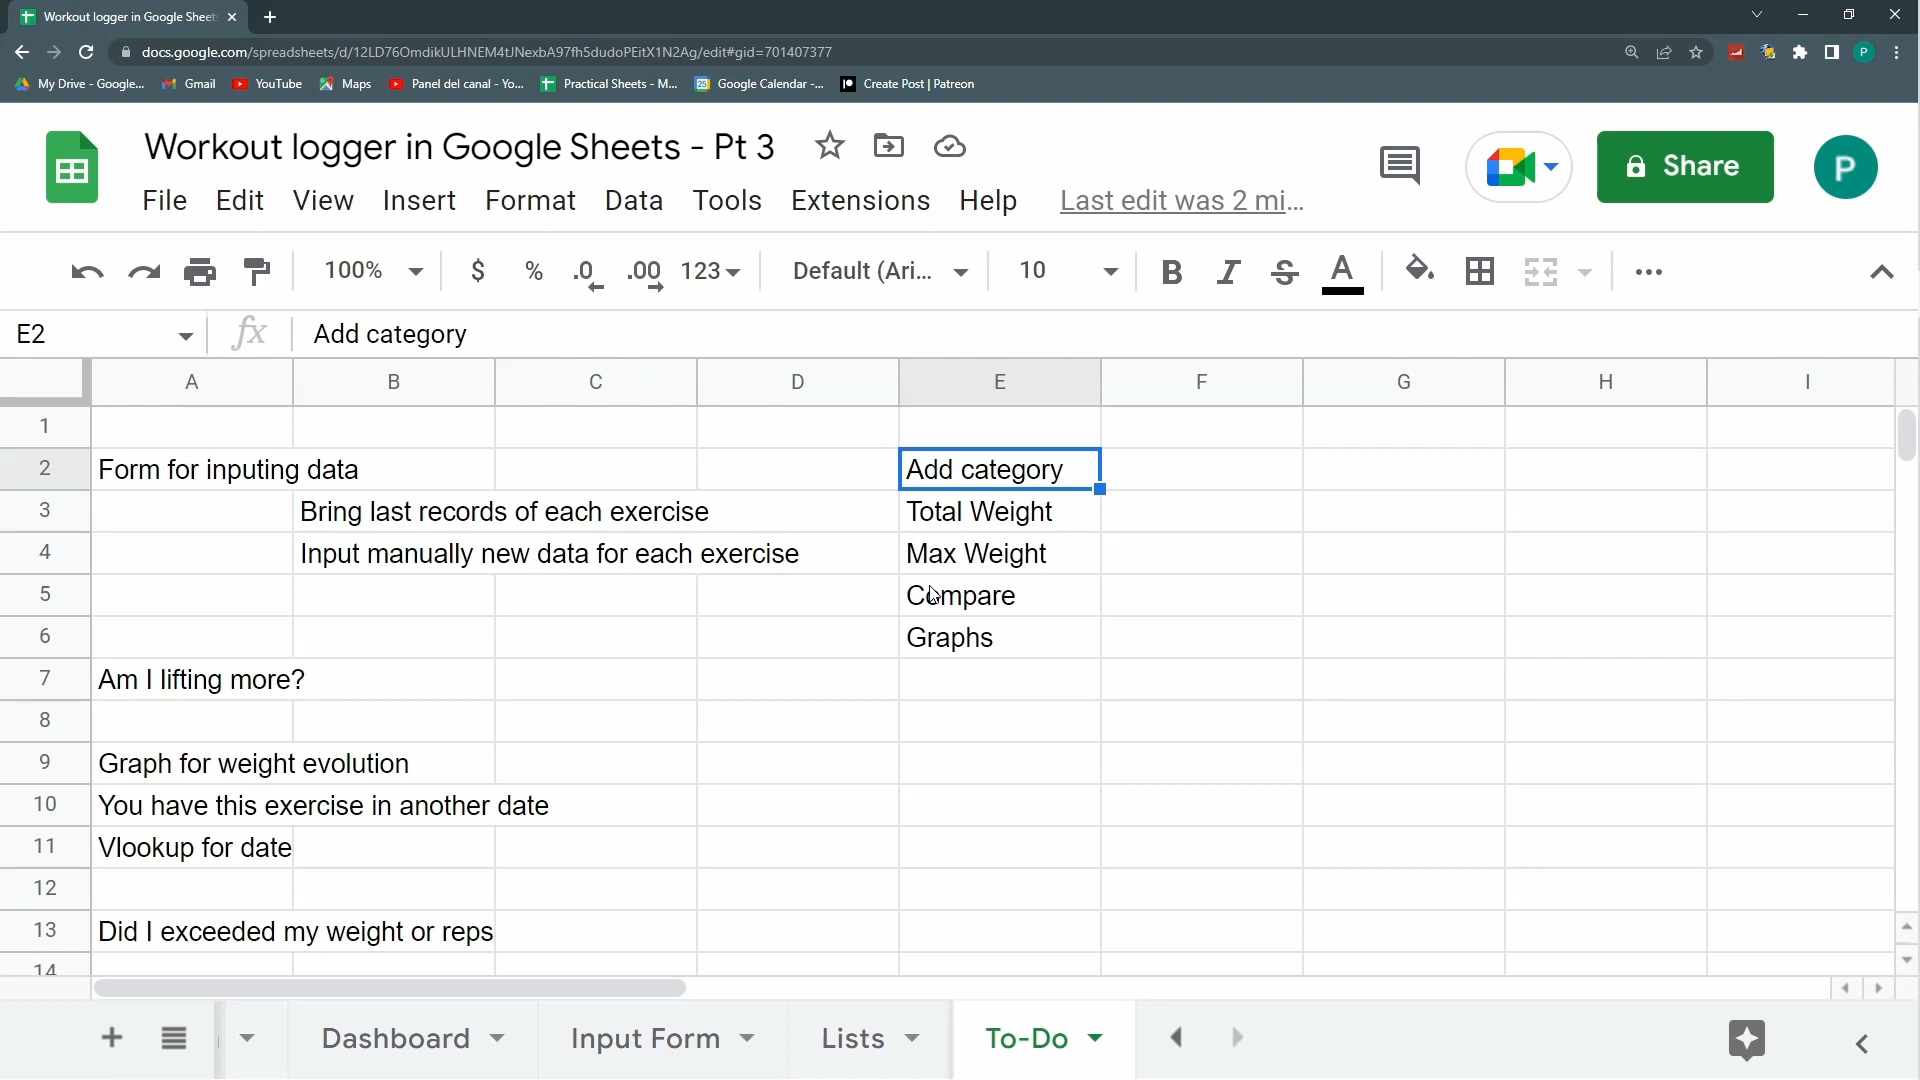 Workout logger in Google Sheet
docs.google.com/spreadsheets/d/12LD76OmdikULHNEM4tJNexbA97fh5dudoPEitX1N2Ag/edit#gid=701407377
My Drive - Google... Gmail YouTube Maps Panel del canal - Yo... Practical Sheets - M... Google Calendar -... Create Post | Patreon
Workout logger in Google Sheets - Pt 3
Share
P
File Edit View Insert Format Data Tools Extensions Help Last edit was 2 mi...
100% $ % .0 .00 123 Default (Ari... 10 B I S A
E2 fx Add category
A B C D E F G H I
1
2 Form for inputing data Add category
3 Bring last records of each exercise Total Weight
4 Input manually new data for each exercise Max Weight
5 Compare
6 Graphs
7 Am I lifting more?
8
9 Graph for weight evolution
10 You have this exercise in another date
11 Vlookup for date
12
13 Did I exceeded my weight or reps
14
Dashboard Input Form Lists To-Do